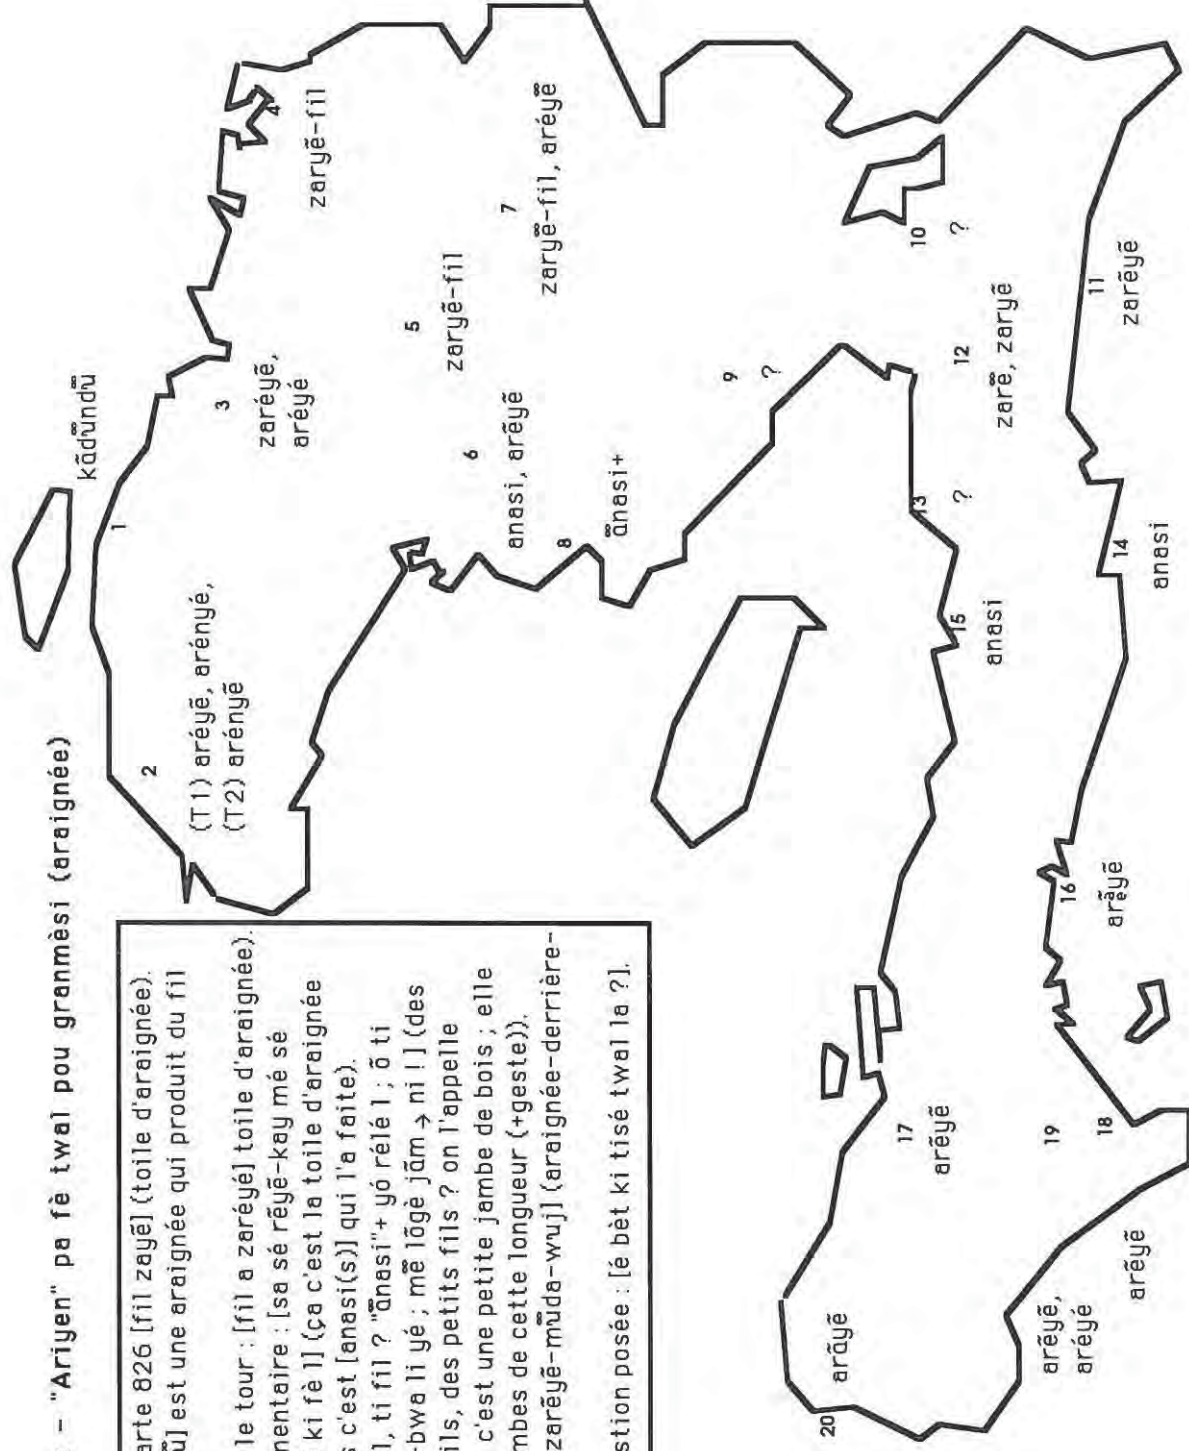 - "Ariyen" pa fè twal pou granmèsi (araignée)
arte 826 [fil zayẽ] (toile d'araignée).
est une araignée qui produit du fil
le tour : [fil a zaréyé] toile d'araignée).
mentaire : [sa sé rẽyẽ-kay mé sé
ki fè l] (ça c'est la toile d'araignée
s c'est [anasi(s)] qui l'a faite).
l, ti fil ? "ãnasi"+ yó rélé l ; õ ti
-bwa li yé ; mẽ lõgè jãm → ni ! ] (des
ils, des petits fils ? on l'appelle
c'est une petite jambe de bois ; elle
mbes de cette longueur (+geste)).
zarẽyẽ-mũda-wuj] (araignée-derrière-
stion posée : [é bèt ki tisé twal la ?].
kãdũndũ
1
2
(T1) aréyẽ, arényé,
(T2) arényẽ
3
zaréyẽ,
aréyé
4
zaryẽ-fil
5
zaryẽ-fil
6
anasi, arẽyẽ
7
zaryẽ-fil, aréyẽ
8
ãnasi+
9
?
10
?
11
zarẽyẽ
12
zarẽ, zaryẽ
13
?
14
anasi
15
anasi
16
arẽyẽ
17
arẽyẽ
18
arẽyẽ
19
arẽyẽ,
aréyé
20
arãyẽ